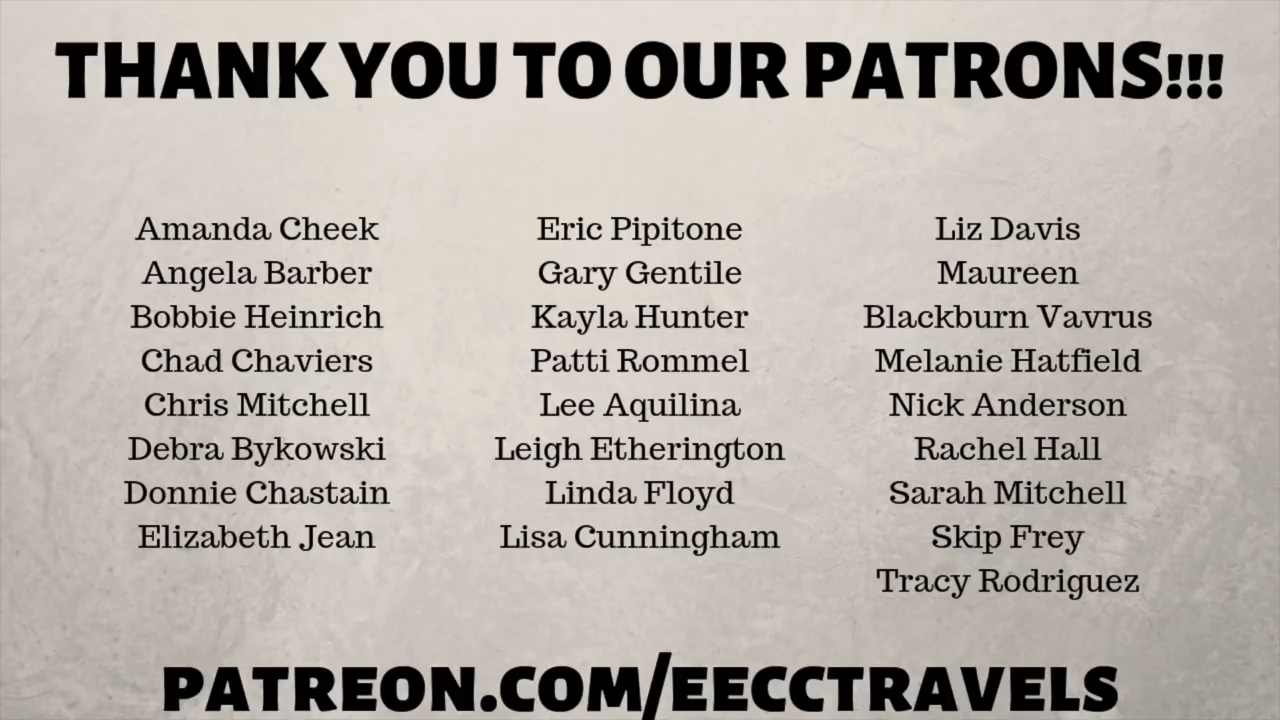 THANK YOU TO OUR PATRONS!!!
Amanda Cheek
Angela Barber
Bobbie Heinrich
Chad Chaviers
Chris Mitchell
Debra Bykowski
Donnie Chastain
Elizabeth Jean
Eric Pipitone
Gary Gentile
Kayla Hunter
Patti Rommel
Lee Aquilina
Leigh Etherington
Linda Floyd
Lisa Cunningham
Liz Davis
Maureen
Blackburn Vavrus
Melanie Hatfield
Nick Anderson
Rachel Hall
Sarah Mitchell
Skip Frey
Tracy Rodriguez
PATREON.COM/EECCTRAVELS